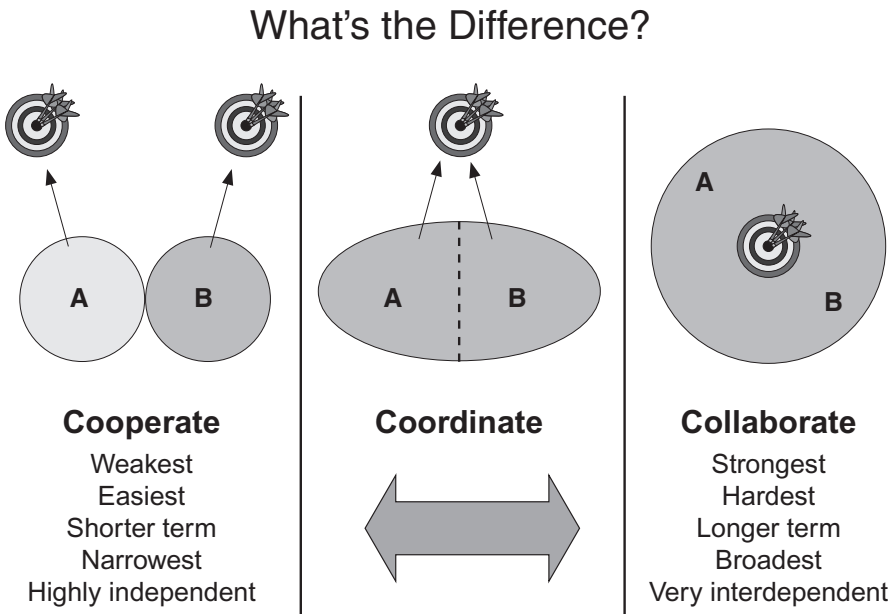 What's the Difference?
A
B
A
B
A
B
Cooperate
Weakest
Easiest
Shorter term
Narrowest
Highly independent
Coordinate
Collaborate
Strongest
Hardest
Longer term
Broadest
Very interdependent